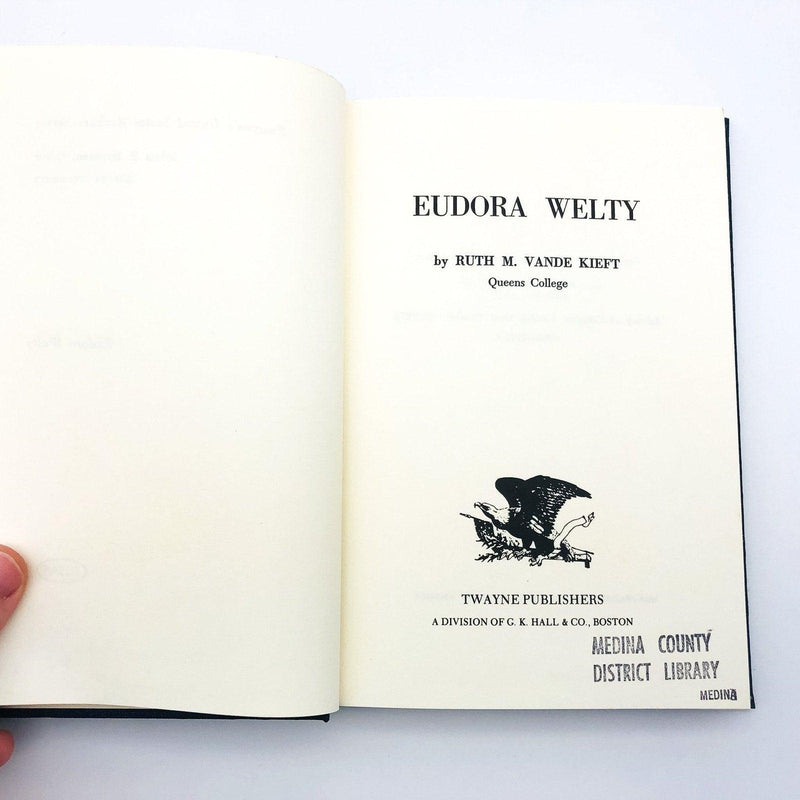 EUDORA WELTY
by RUTH M. VANDE KIEFT
Queens College
TWAYNE PUBLISHERS
A DIVISION OF G. K. HALL & CO., BOSTON
MEDINA COUNTY
DISTRICT LIBRARY
MEDINA